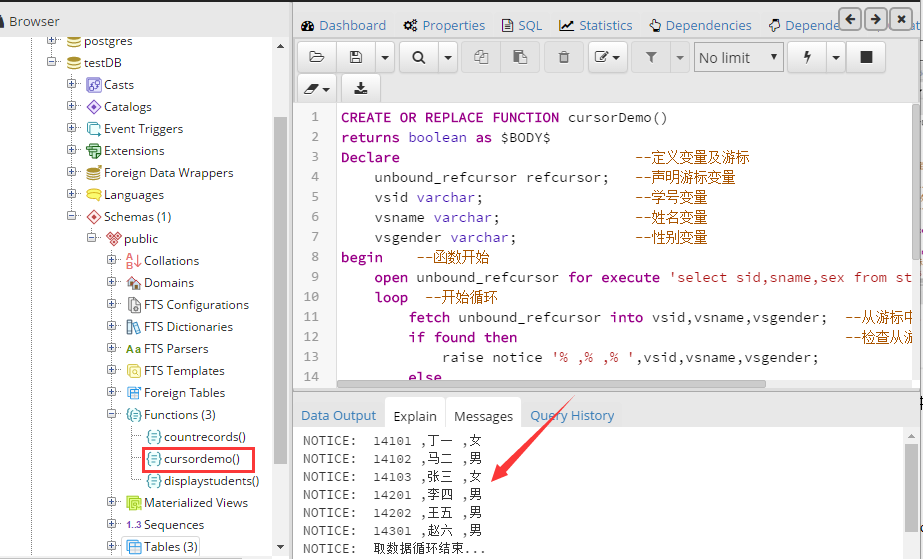 Browser
postgres
testDB
Casts
Catalogs
Event Triggers
Extensions
Foreign Data Wrappers
Languages
Schemas (1)
public
Collations
Domains
FTS Configurations
FTS Dictionaries
FTS Parsers
FTS Templates
Foreign Tables
Functions (3)
countrecords()
cursordemo()
displaystudents()
Materialized Views
Sequences
Tables (3)
Dashboard Properties SQL Statistics Dependencies Depende
No limit
1 CREATE OR REPLACE FUNCTION cursorDemo()
2 returns boolean as $BODY$
3 Declare --定义变量及游标
4 unbound_refcursor refcursor; --声明游标变量
5 vsid varchar; --学号变量
6 vsname varchar; --姓名变量
7 vsgender varchar; --性别变量
8 begin --函数开始
9 open unbound_refcursor for execute 'select sid,sname,sex from st
10 loop --开始循环
11 fetch unbound_refcursor into vsid,vsname,vsgender; --从游标中
12 if found then --检查从游
13 raise notice '% ,% ,% ',vsid,vsname,vsgender;
14 else
Data Output Explain Messages Query History
NOTICE: 14101 ,丁一 ,女
NOTICE: 14102 ,马二 ,男
NOTICE: 14103 ,张三 ,女
NOTICE: 14201 ,李四 ,男
NOTICE: 14202 ,王五 ,男
NOTICE: 14301 ,赵六 ,男
NOTICE: 取数据循环结束...